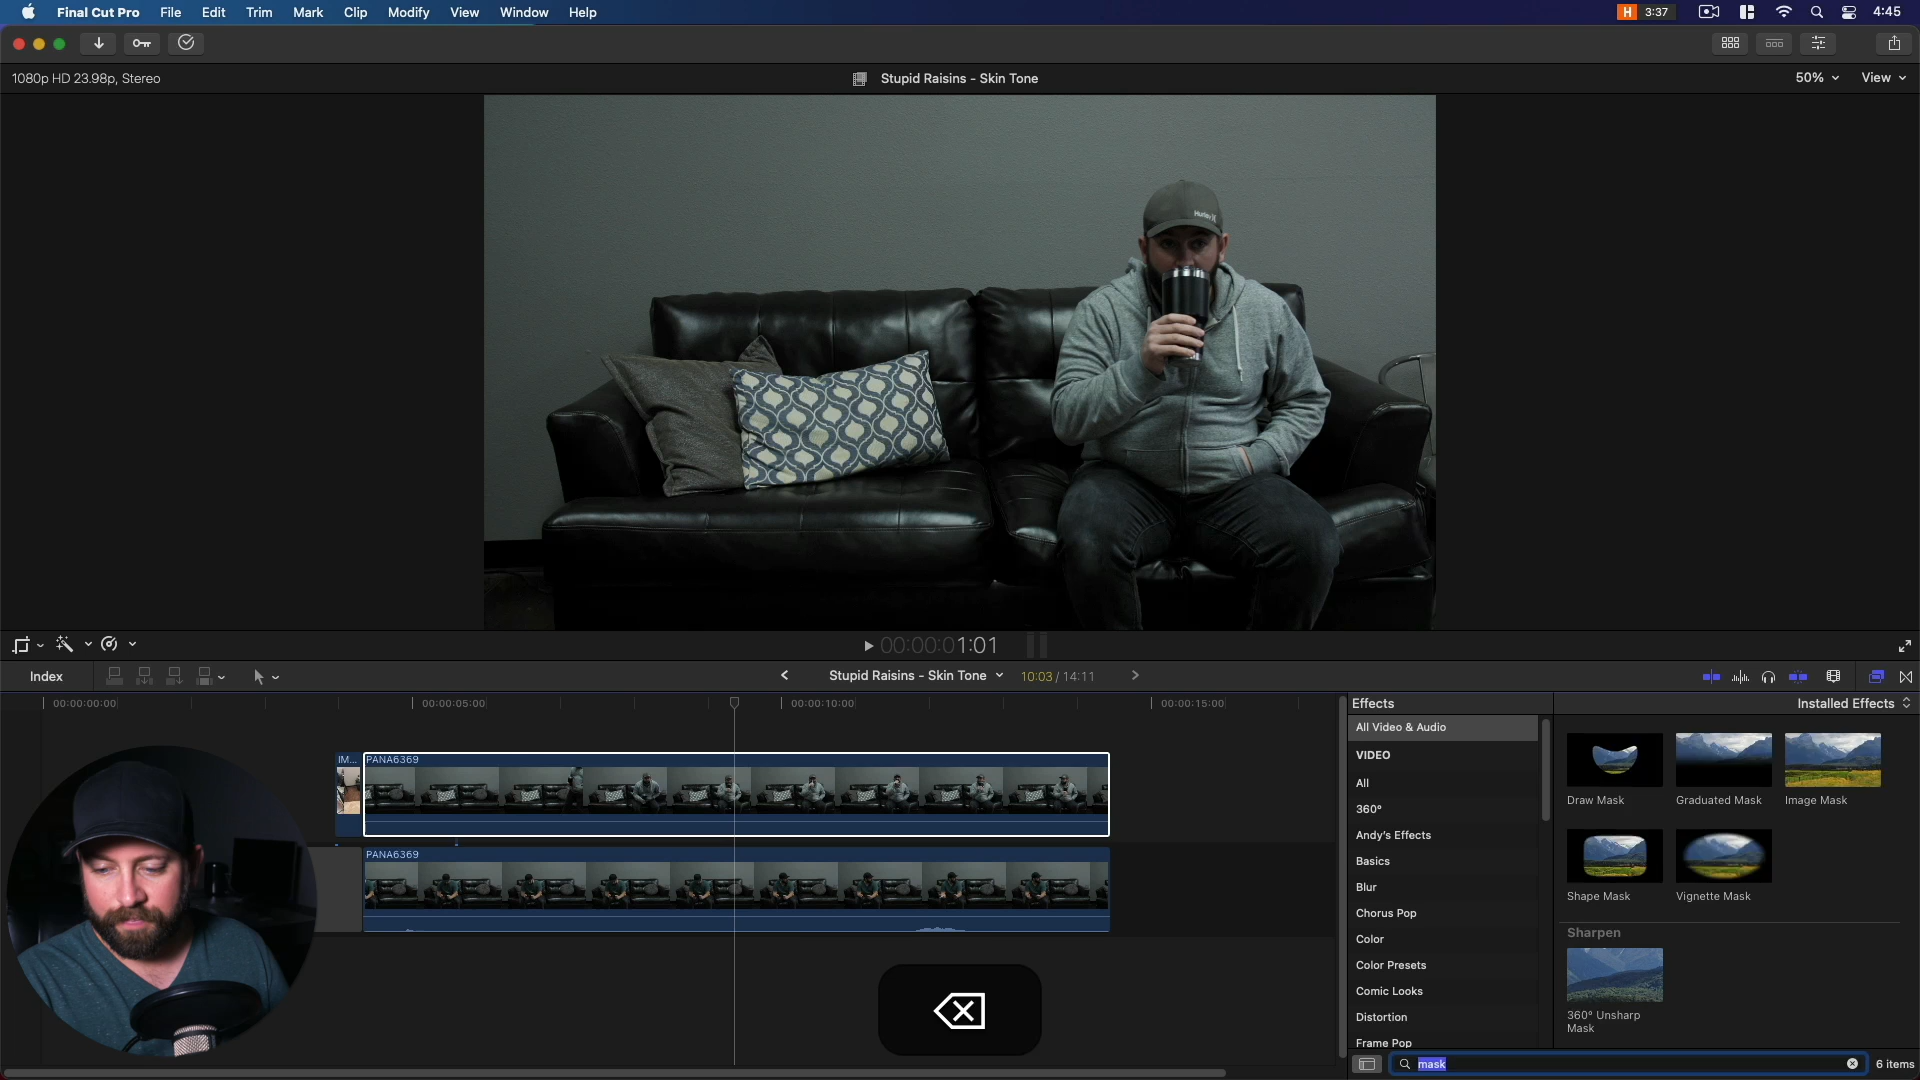 Final Cut Pro File Edit Trim Mark Clip Modify View Window Help H 3:37 4:45
1080p HD 23.98p, Stereo Stupid Raisins - Skin Tone 50% View
Hurley
00:00:01:01
Index Stupid Raisins - Skin Tone 10:03 / 14:11
00:00:00:00 00:00:05:00 00:00:10:00 00:00:15:00
IM... PANA6369
PANA6369
Effects Installed Effects
All Video & Audio
VIDEO
All
360°
Andy's Effects
Basics
Blur
Chorus Pop
Color
Color Presets
Comic Looks
Distortion
Frame Pop
Draw Mask Graduated Mask Image Mask
Shape Mask Vignette Mask
Sharpen
360° Unsharp
Mask
mask 6 items